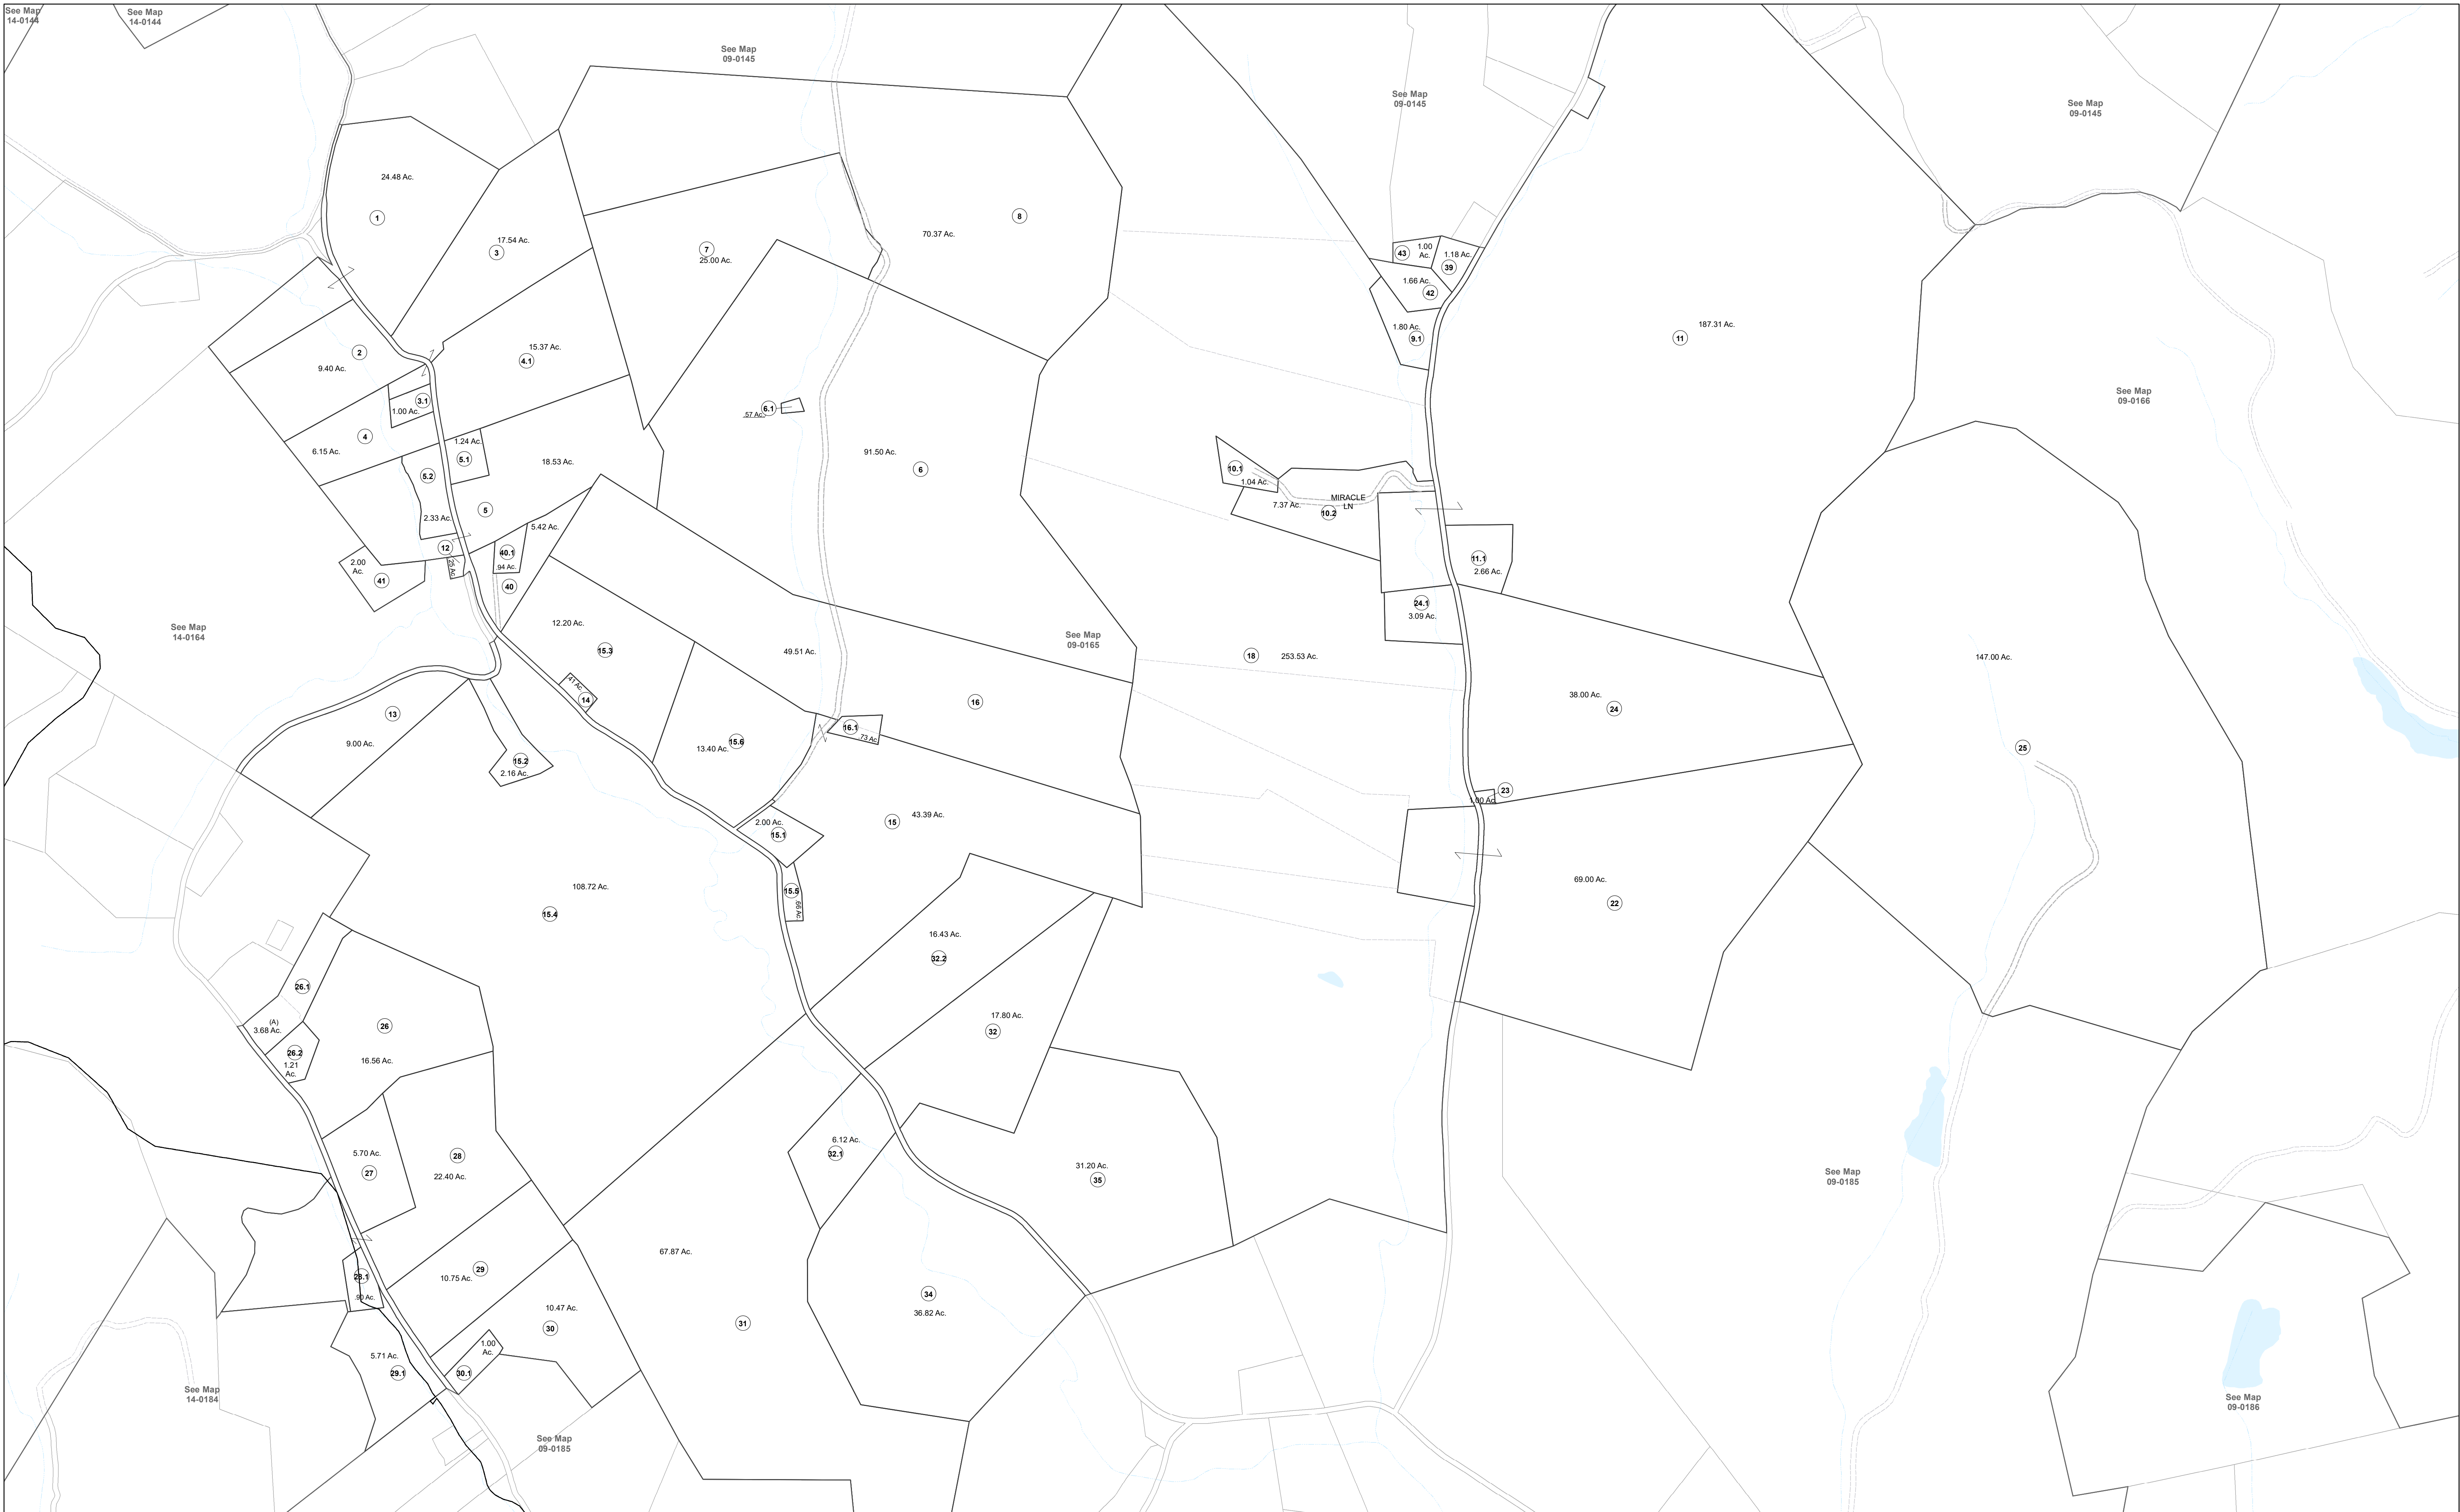 See Map
14-0144
See Map
14-0144
See Map
09-0145
See Map
09-0145
See Map
09-0145
24.48 Ac.
1
17.54 Ac.
3
7
25.00 Ac.
70.37 Ac.
8
43
1.00
Ac.
1.18 Ac.
39
1.66 Ac.
42
1.80 Ac.
9.1
187.31 Ac.
11
2
9.40 Ac.
15.37 Ac.
4.1
3.1
1.00 Ac.
6.1
.57 Ac.
See Map
09-0166
4
6.15 Ac.
1.24 Ac.
5.1
5.2
18.53 Ac.
91.50 Ac.
6
10.1
1.04 Ac.
MIRACLE
LN
7.37 Ac.
10.2
2.33 Ac.
5
5.42 Ac.
12
.25 Ac.
40.1
.94 Ac.
40
2.00
Ac.
41
11.1
2.66 Ac.
24.1
3.09 Ac.
See Map
14-0164
12.20 Ac.
15.3
49.51 Ac.
See Map
09-0165
18
253.53 Ac.
147.00 Ac.
.41 Ac.
14
16
38.00 Ac.
24
13
9.00 Ac.
16.1
.73 Ac.
13.40 Ac.
15.6
25
15.2
2.16 Ac.
23
1.00 Ac.
2.00 Ac.
15.1
15
43.39 Ac.
108.72 Ac.
15.4
15.5
.66 Ac.
69.00 Ac.
22
16.43 Ac.
32.2
26.1
(A)
3.68 Ac.
26
26.2
1.21
Ac.
16.56 Ac.
17.80 Ac.
32
5.70 Ac.
27
28
22.40 Ac.
6.12 Ac.
32.1
31.20 Ac.
35
See Map
09-0185
67.87 Ac.
29
10.75 Ac.
28.1
.90 Ac.
34
36.82 Ac.
10.47 Ac.
30
31
1.00
Ac.
30.1
5.71 Ac.
29.1
See Map
14-0184
See Map
09-0186
See Map
09-0185